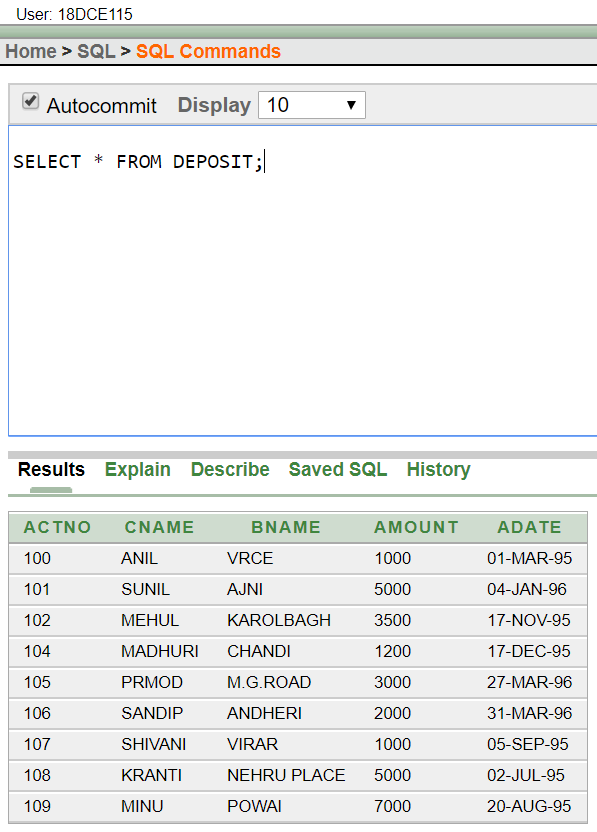 User: 18DCE115
Home > SQL > SQL Commands
Autocommit Display 10
SELECT * FROM DEPOSIT;
Results Explain Describe Saved SQL History
ACTNO CNAME BNAME AMOUNT ADATE
100 ANIL VRCE 1000 01-MAR-95
101 SUNIL AJNI 5000 04-JAN-96
102 MEHUL KAROLBAGH 3500 17-NOV-95
104 MADHURI CHANDI 1200 17-DEC-95
105 PRMOD M.G.ROAD 3000 27-MAR-96
106 SANDIP ANDHERI 2000 31-MAR-96
107 SHIVANI VIRAR 1000 05-SEP-95
108 KRANTI NEHRU PLACE 5000 02-JUL-95
109 MINU POWAI 7000 20-AUG-95